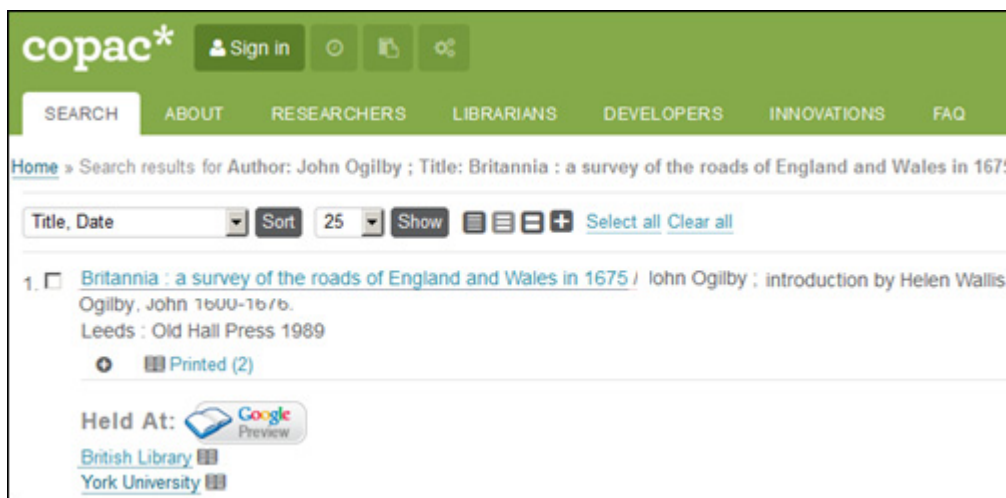 copac* Sign in
SEARCH ABOUT RESEARCHERS LIBRARIANS DEVELOPERS INNOVATIONS FAQ
Home » Search results for Author: John Ogilby ; Title: Britannia : a survey of the roads of England and Wales in 1675
Title, Date Sort 25 Show Select all Clear all
1. Britannia : a survey of the roads of England and Wales in 1675 / John Ogilby ; introduction by Helen Wallis
Ogilby, John 1600-1676.
Leeds : Old Hall Press 1989
Printed (2)
Held At: Google Preview
British Library
York University